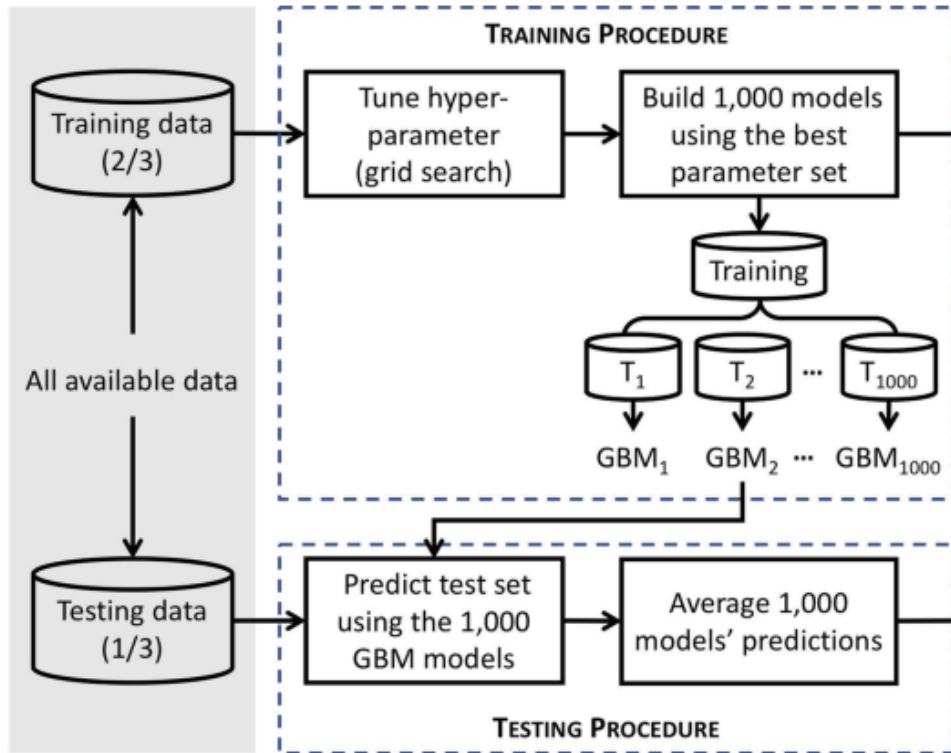 TRAINING PROCEDURE
Training data
(2/3)
Tune hyper-
parameter
(grid search)
Build 1,000 models
using the best
parameter set
Training
T1
T2
...
T1000
GBM1
GBM2
...
GBM1000
All available data
Testing data
(1/3)
Predict test set
using the 1,000
GBM models
Average 1,000
models’ predictions
TESTING PROCEDURE